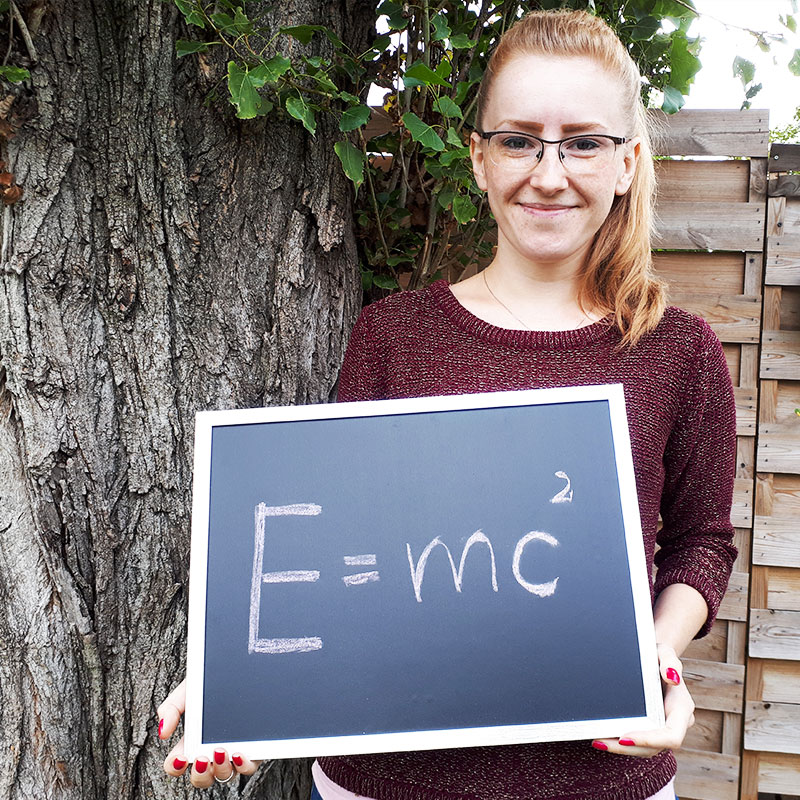 E = mc²